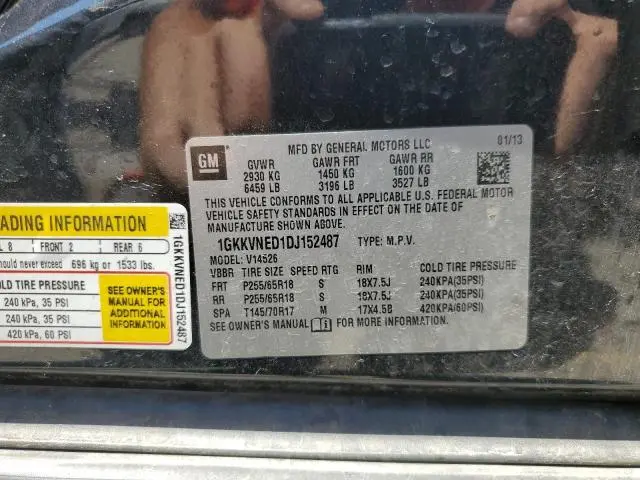 GM
MFD BY GENERAL MOTORS LLC 01/13
GVWR GAWR FRT GAWR RR
2930 KG 1450 KG 1600 KG
6459 LB 3196 LB 3527 LB
THIS VEHICLE CONFORMS TO ALL APPLICABLE U.S. FEDERAL MOTOR
VEHICLE SAFETY STANDARDS IN EFFECT ON THE DATE OF
MANUFACTURE SHOWN ABOVE.
1GKKVNED1DJ152487 TYPE: M.P.V.
MODEL: V14526
VBBR TIRE SIZE SPEED RTG RIM COLD TIRE PRESSURE
FRT P255/65R18 S 18X7.5J 240KPA(35PSI)
RR P255/65R18 S 18X7.5J 240KPA(35PSI)
SPA T145/70R17 M 17X4.5B 420KPA(60PSI)
SEE OWNER'S MANUAL FOR MORE INFORMATION.
ADING INFORMATION
L 8 FRONT 2 REAR 6
hould never exceed 696 kg or 1533 lbs.
OLD TIRE PRESSURE
240 kPa, 35 PSI
240 kPa, 35 PSI
420 kPa, 60 PSI
SEE OWNER'S
MANUAL FOR
ADDITIONAL
INFORMATION
1GKKVNED1DJ152487